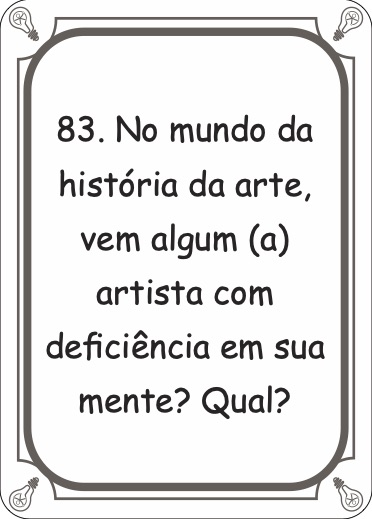 83. No mundo da
história da arte,
vem algum (a)
artista com
deficiência em sua
mente? Qual?